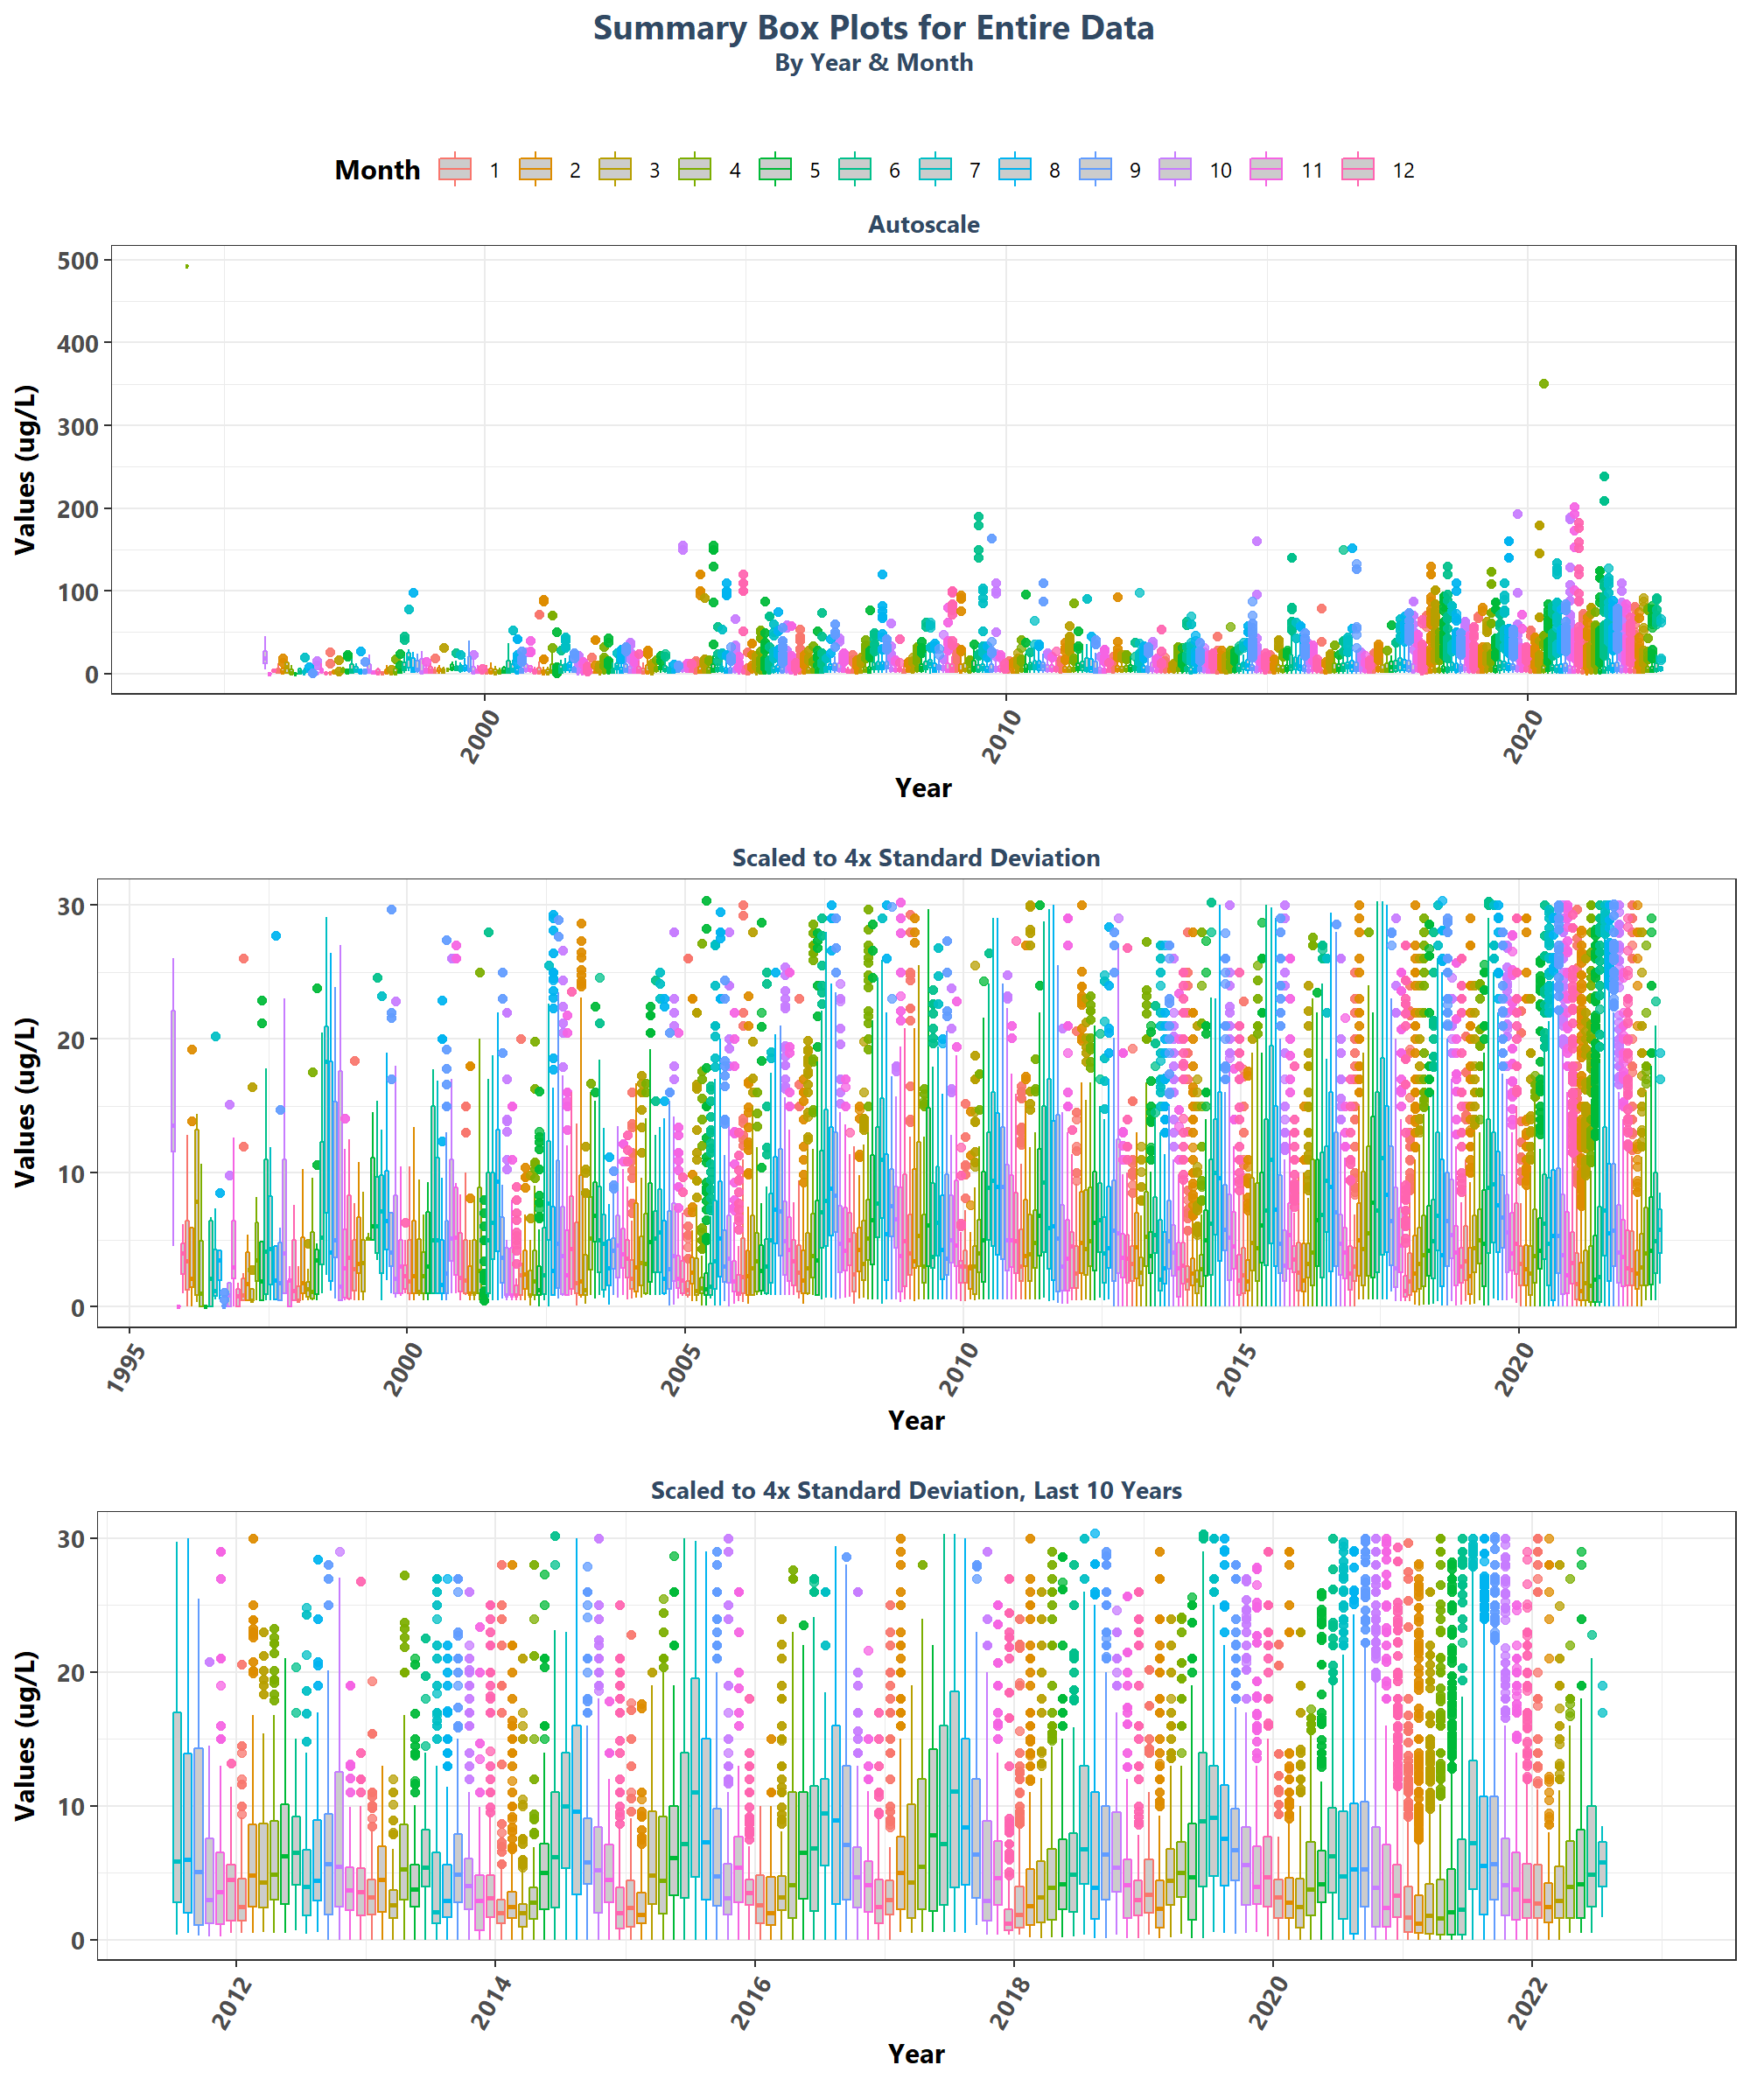 Summary Box Plots for Entire Data
By Year & Month
Month 1 2 3 4 5 6 7 8 9 10 11 12
Autoscale
500
400
300
200
100
0
Values (ug/L)
2000 2010 2020
Year
Scaled to 4x Standard Deviation
30
20
10
0
Values (ug/L)
1995 2000 2005 2010 2015 2020
Year
Scaled to 4x Standard Deviation, Last 10 Years
30
20
10
0
Values (ug/L)
2012 2014 2016 2018 2020 2022
Year